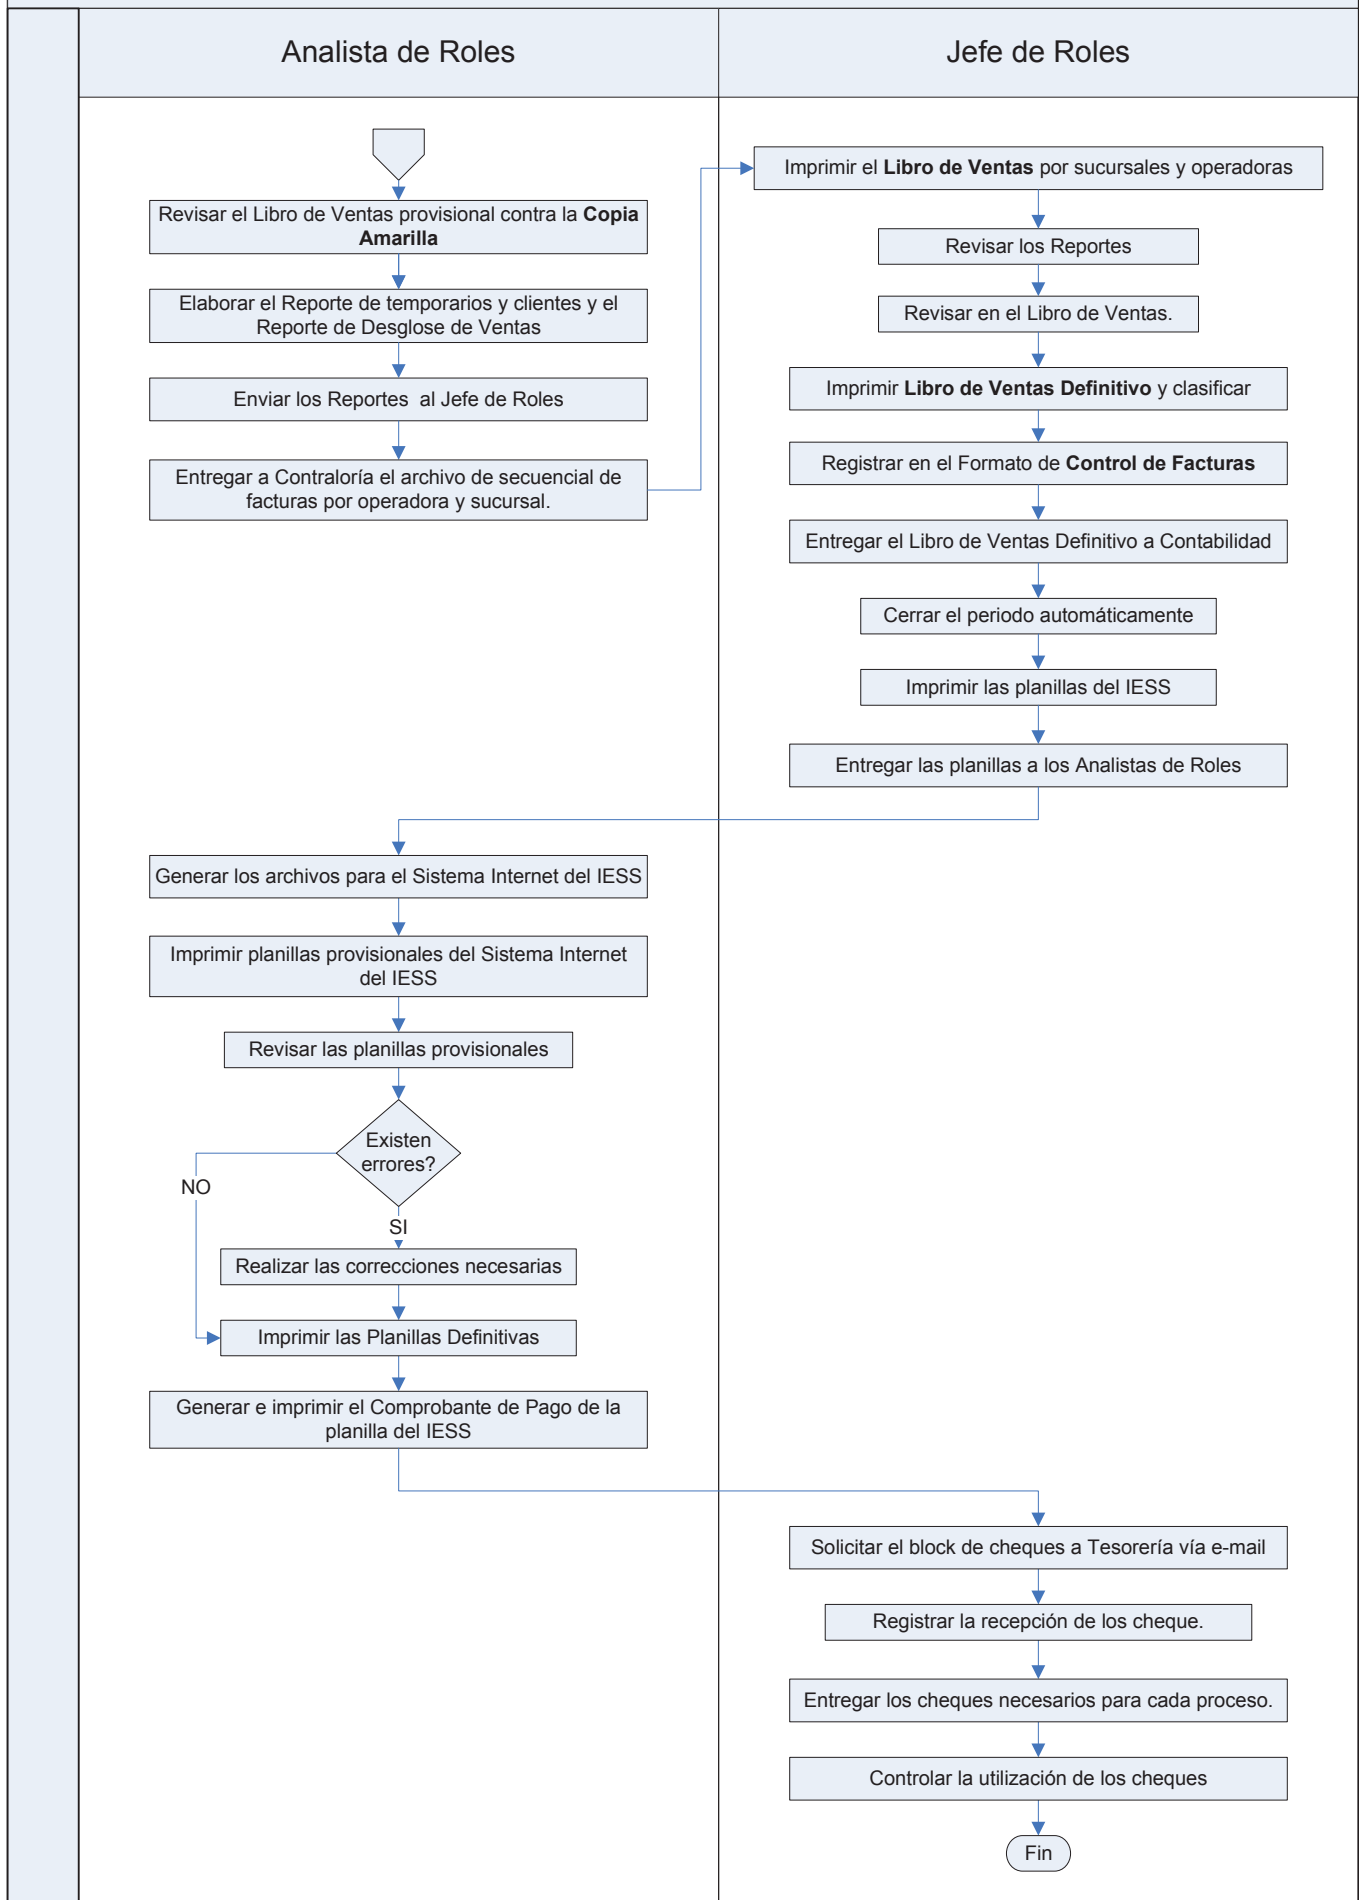 Analista de Roles
Jefe de Roles
Revisar el Libro de Ventas provisional contra la Copia
Amarilla
Elaborar el Reporte de temporarios y clientes y el
Reporte de Desglose de Ventas
Enviar los Reportes  al Jefe de Roles
Entregar a Contraloría el archivo de secuencial de
facturas por operadora y sucursal.
Imprimir el Libro de Ventas por sucursales y operadoras
Revisar los Reportes
Revisar en el Libro de Ventas.
Imprimir Libro de Ventas Definitivo y clasificar
Registrar en el Formato de Control de Facturas
Entregar el Libro de Ventas Definitivo a Contabilidad
Cerrar el periodo automáticamente
Imprimir las planillas del IESS
Entregar las planillas a los Analistas de Roles
Generar los archivos para el Sistema Internet del IESS
Imprimir planillas provisionales del Sistema Internet
del IESS
Revisar las planillas provisionales
Existen
errores?
NO
SI
Realizar las correcciones necesarias
Imprimir las Planillas Definitivas
Generar e imprimir el Comprobante de Pago de la
planilla del IESS
Solicitar el block de cheques a Tesorería vía e-mail
Registrar la recepción de los cheque.
Entregar los cheques necesarios para cada proceso.
Controlar la utilización de los cheques
Fin